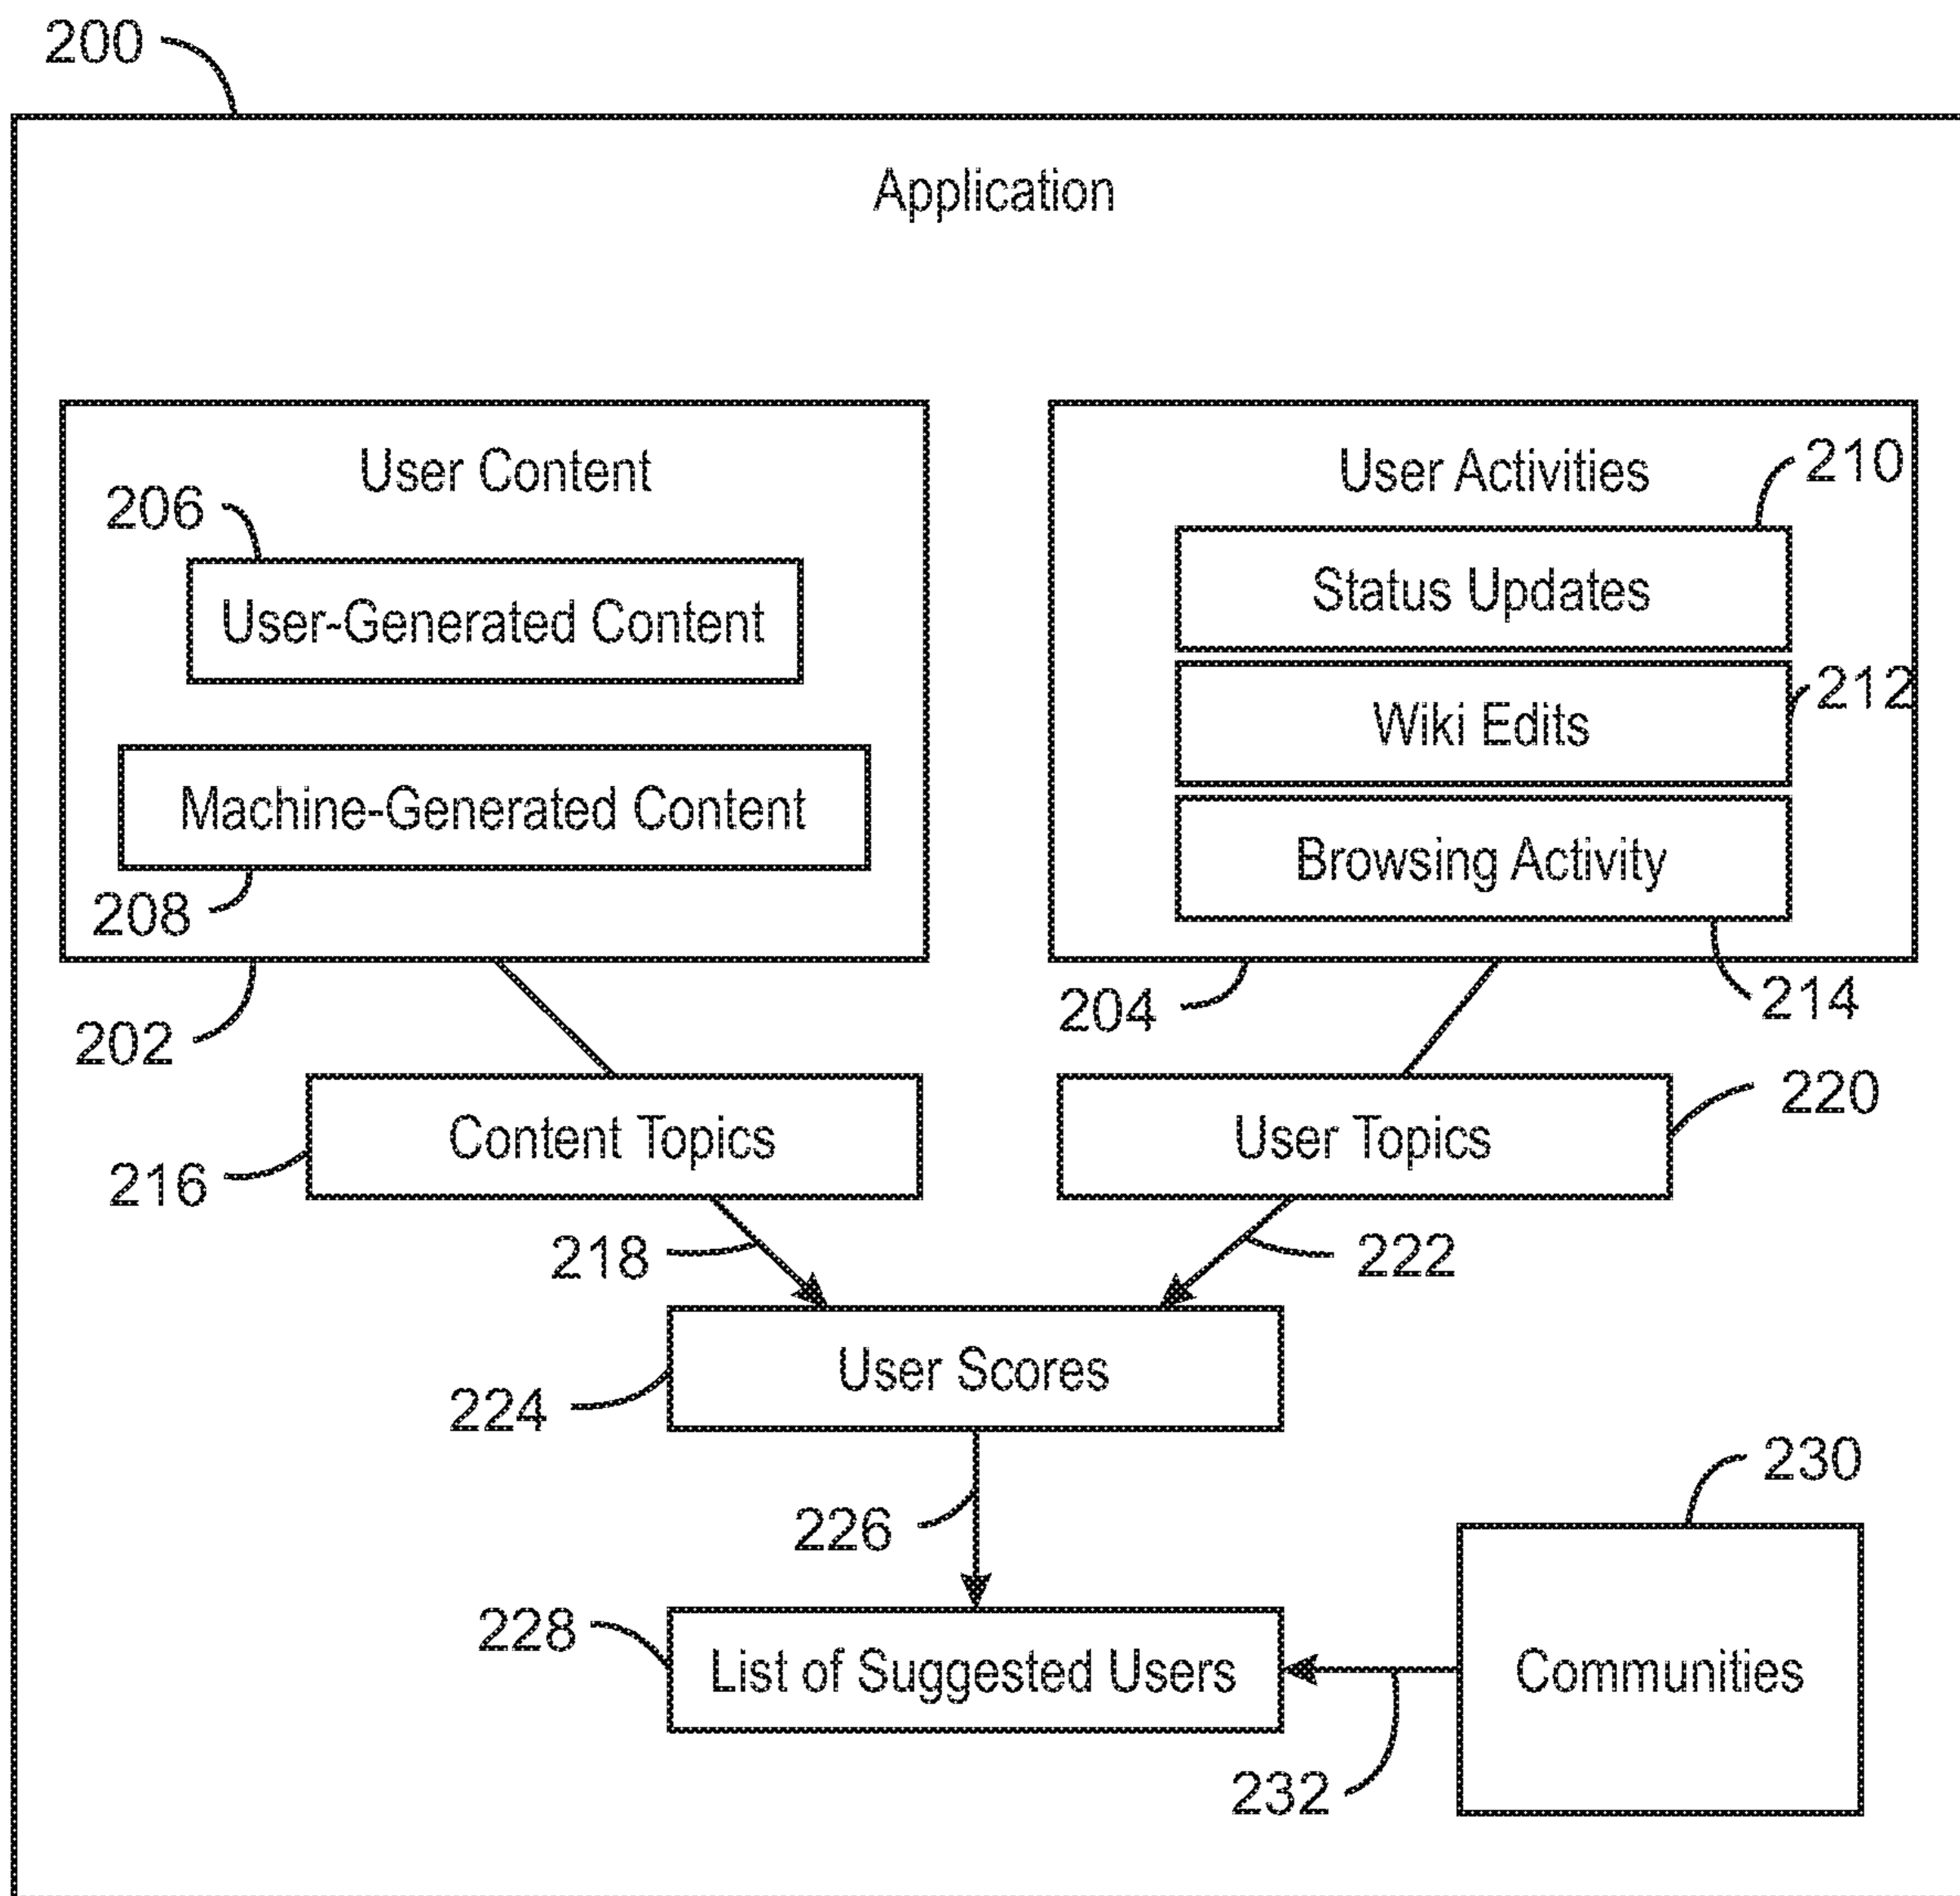 200
Application
User Content
206
User-Generated Content
Machine-Generated Content
208
202
User Activities
210
Status Updates
212
Wiki Edits
Browsing Activity
204
214
Content Topics
216
User Topics
220
218
222
User Scores
224
226
230
228
List of Suggested Users
Communities
232